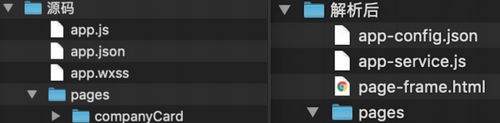 源码
app.js
app.json
app.wxss
pages
companyCard
解析后
app-config.json
app-service.js
page-frame.html
pages